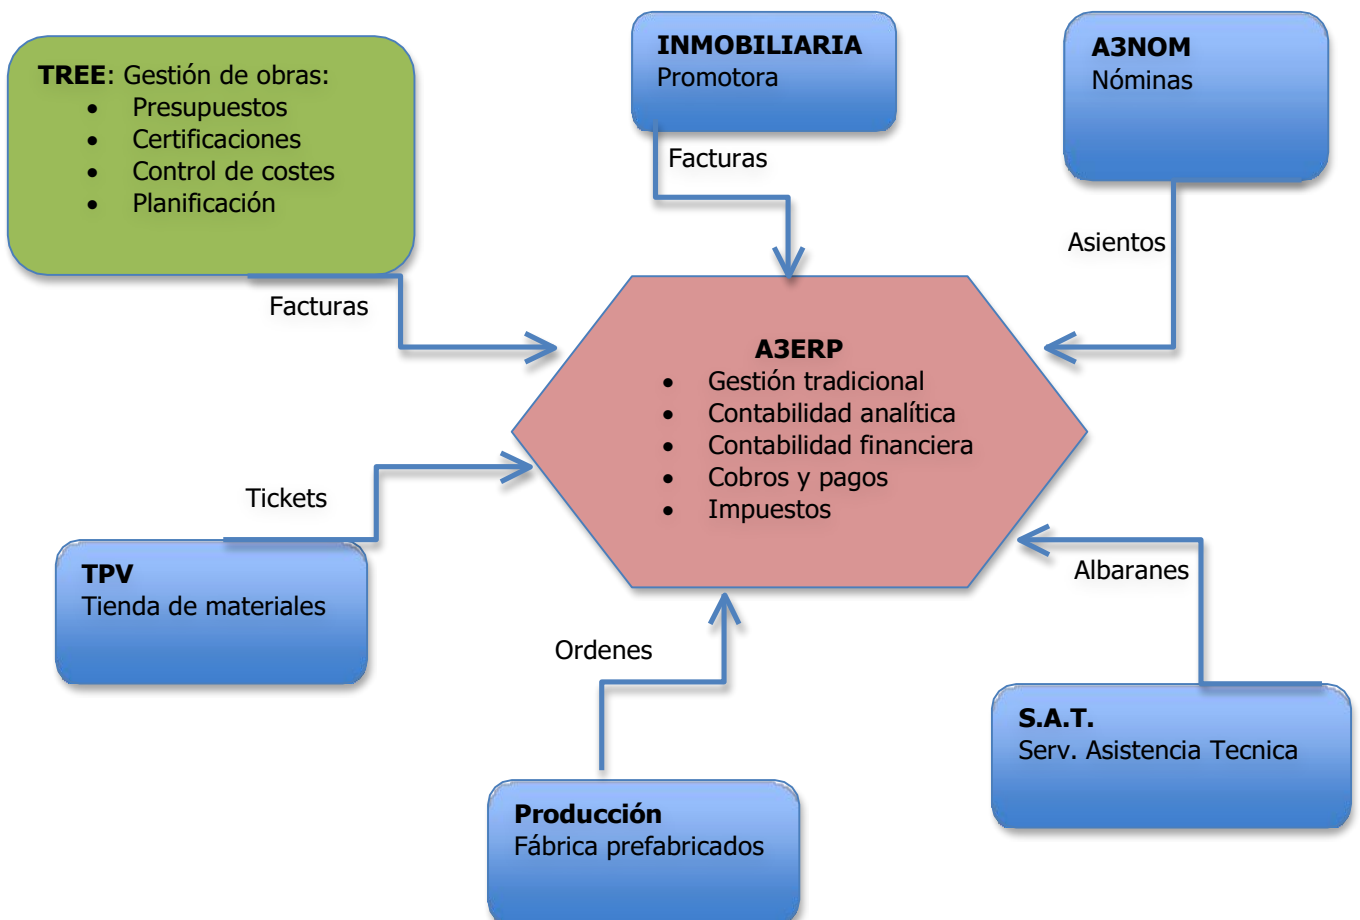 TREE: Gestión de obras:
• Presupuestos
• Certificaciones
• Control de costes
• Planificación
Facturas
INMOBILIARIA
Promotora
Facturas
A3NOM
Nóminas
Asientos
A3ERP
• Gestión tradicional
• Contabilidad analítica
• Contabilidad financiera
• Cobros y pagos
• Impuestos
Tickets
TPV
Tienda de materiales
Ordenes
Producción
Fábrica prefabricados
Albaranes
S.A.T.
Serv. Asistencia Tecnica